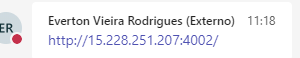 ER
Everton Vieira Rodrigues (Externo) 11:18
http://15.228.251.207:4002/